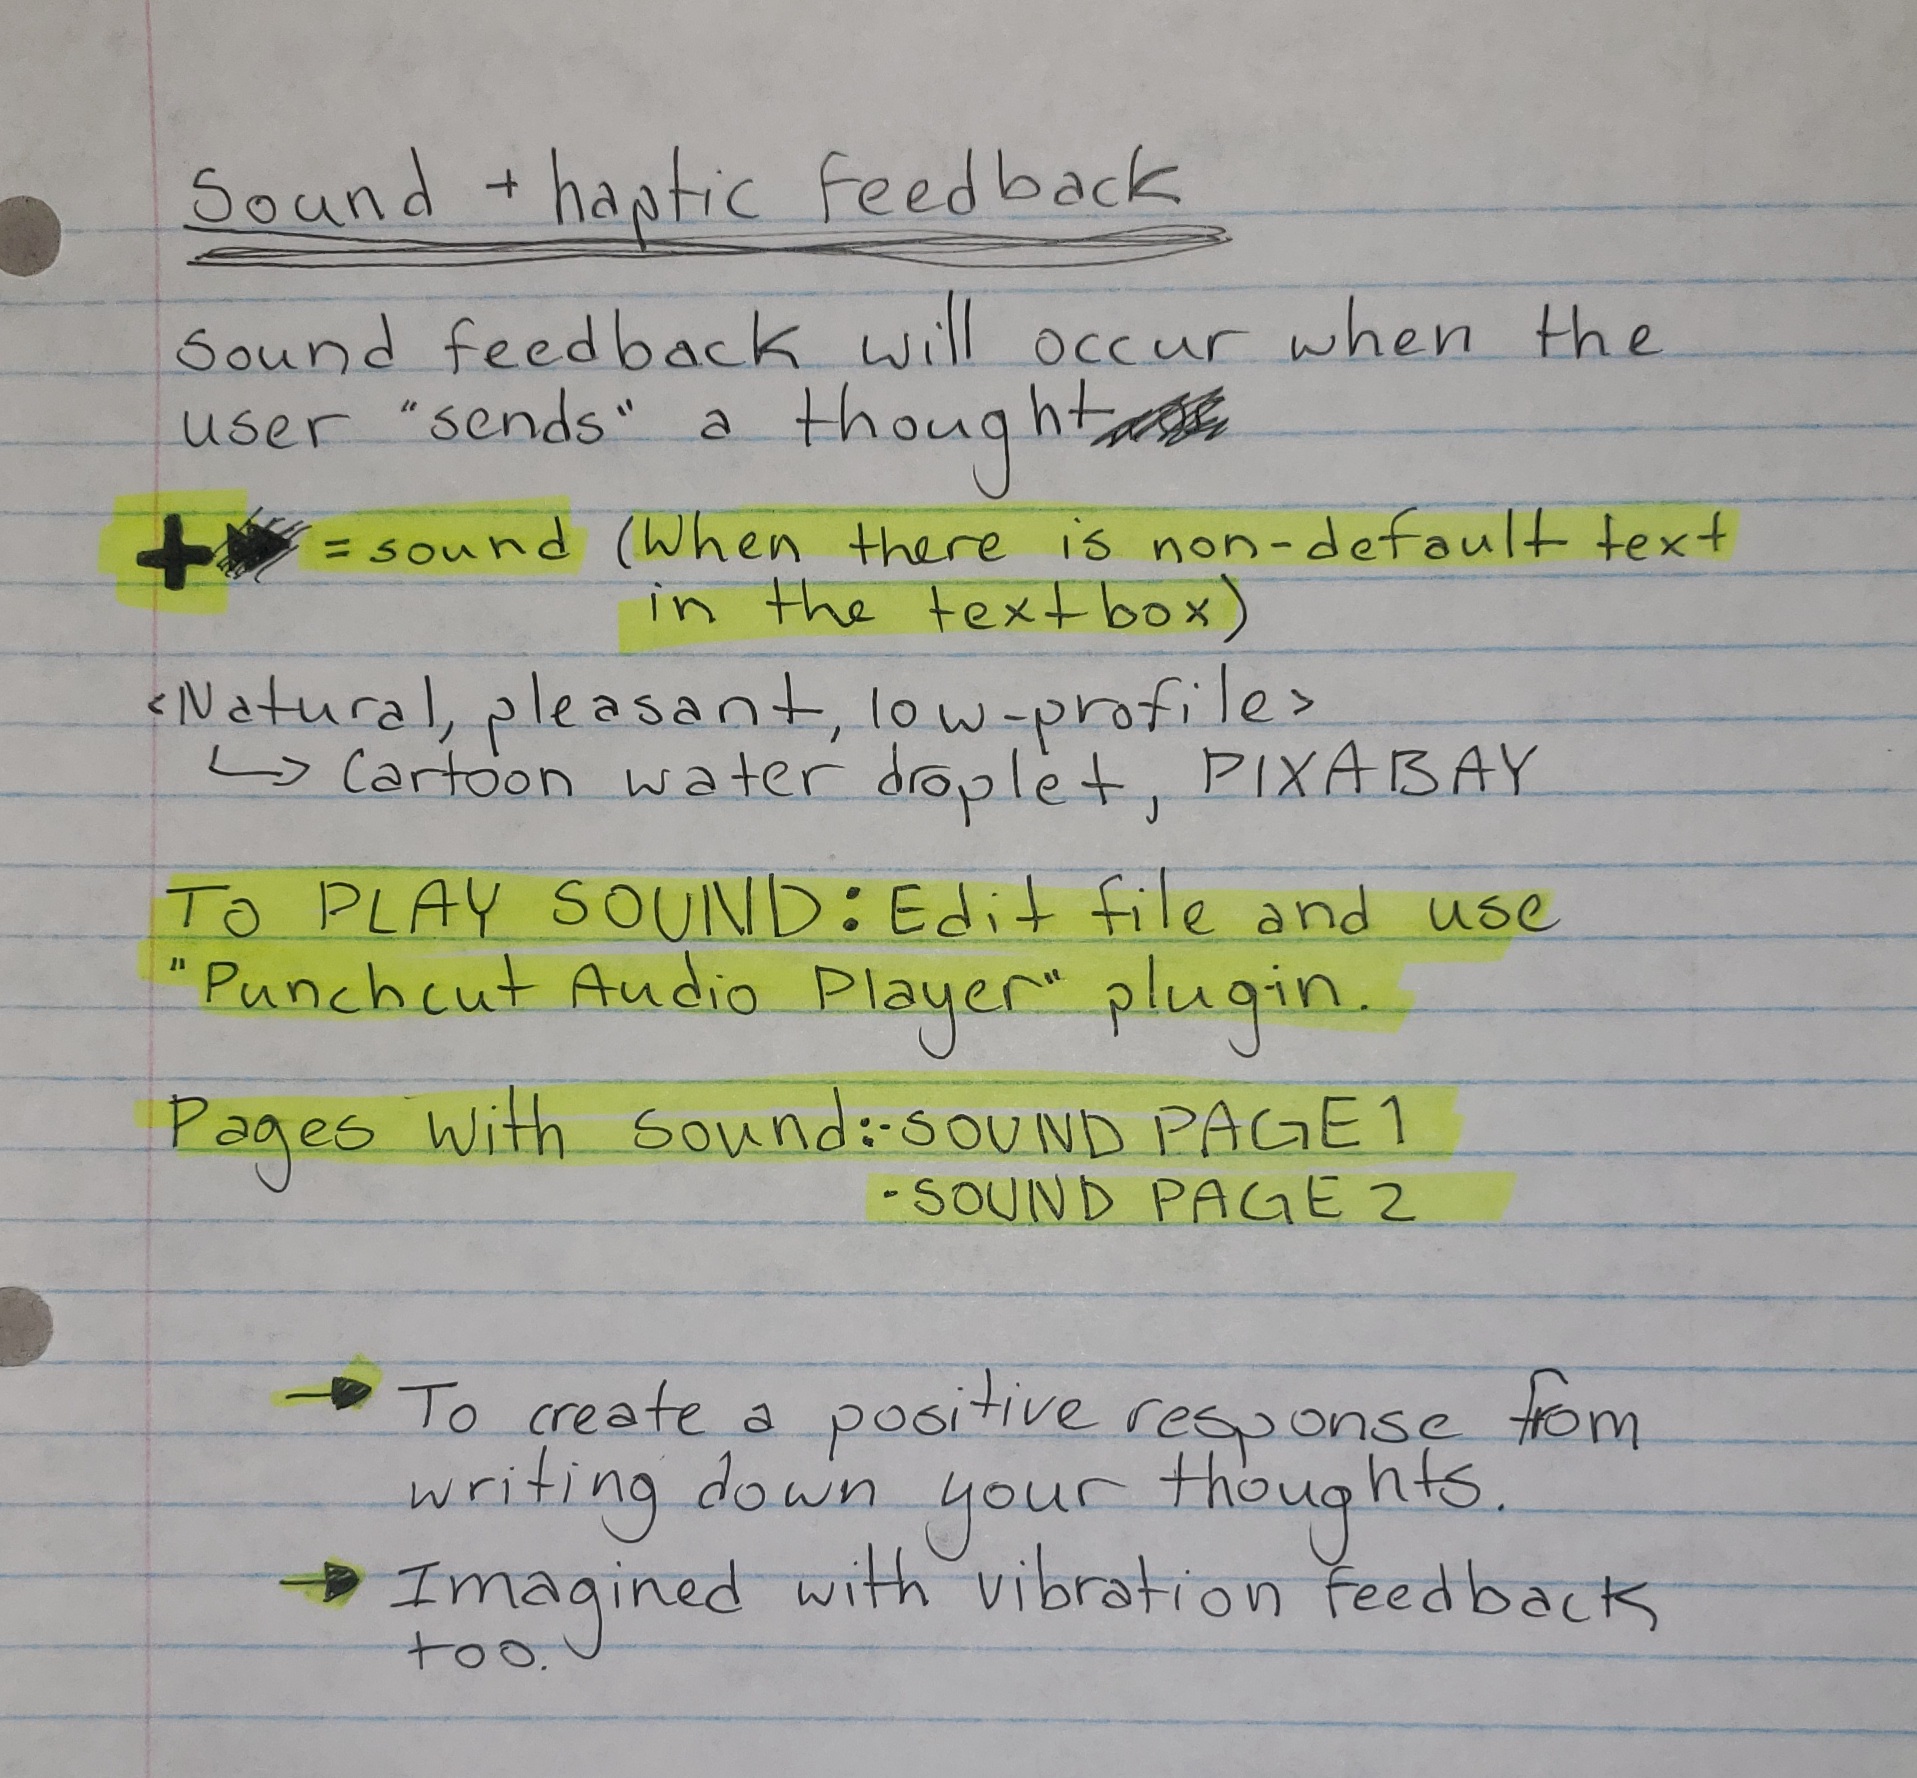 Sound + haptic feedback
Sound feedback will occur when the
user "sends" a thought
+ = sound (When there is non-default text
in the textbox)
<Natural, pleasant, low-profile>
↳ Cartoon water droplet, PIXABAY
TO PLAY SOUND: Edit file and use
"Punchcut Audio Player" plugin.
Pages with sound: -SOUND PAGE 1
-SOUND PAGE 2
→ To create a positive response from
writing down your thoughts.
→ Imagined with vibration feedback
too.